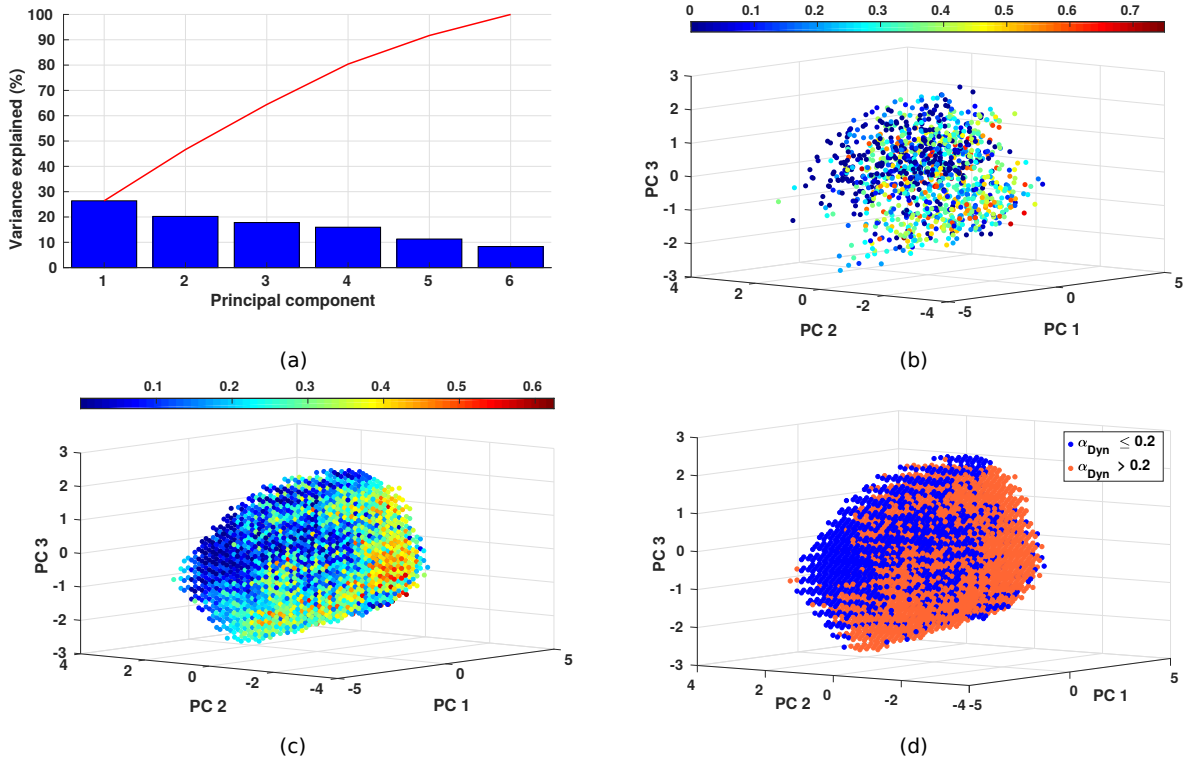 100
90
80
70
60
50
40
30
20
10
0
Variance explained (%)
1 2 3 4 5 6
Principal component
(a)
0 0.1 0.2 0.3 0.4 0.5 0.6 0.7
3
2
1
0
-1
-2
-3
PC 3
4 2 0 -2 -4
PC 2
-5 0 5
PC 1
(b)
0.1 0.2 0.3 0.4 0.5 0.6
3
2
1
0
-1
-2
-3
PC 3
4 2 0 -2 -4
PC 2
-5 0 5
PC 1
(c)
αDyn ≤ 0.2
αDyn > 0.2
3
2
1
0
-1
-2
-3
PC 3
4 2 0 -2 -4
PC 2
-5 0 5
PC 1
(d)